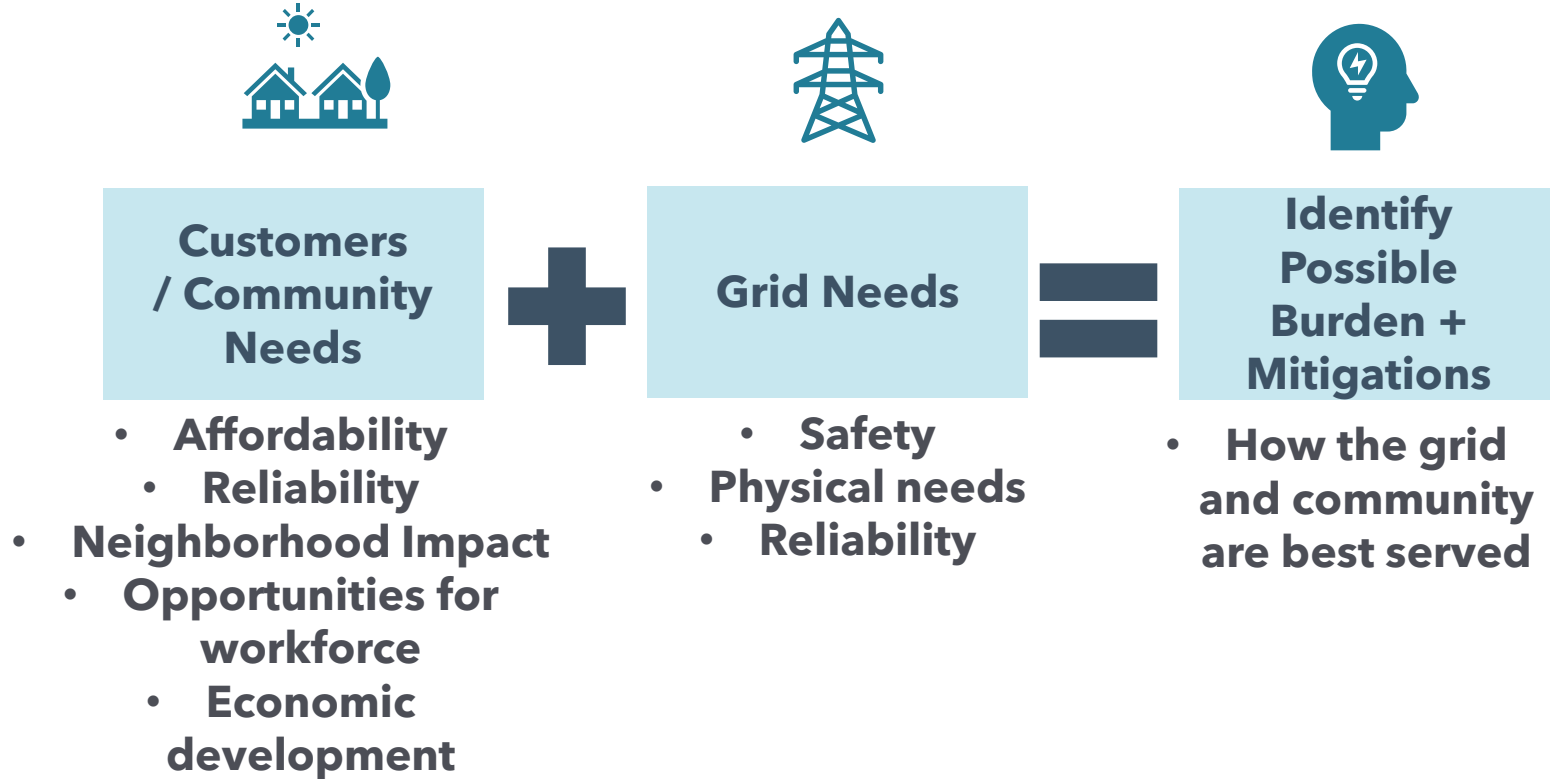 Customers
/ Community
Needs
• Affordability
• Reliability
• Neighborhood Impact
• Opportunities for
workforce
• Economic
development
Grid Needs
• Safety
• Physical needs
• Reliability
Identify
Possible
Burden +
Mitigations
• How the grid
and community
are best served